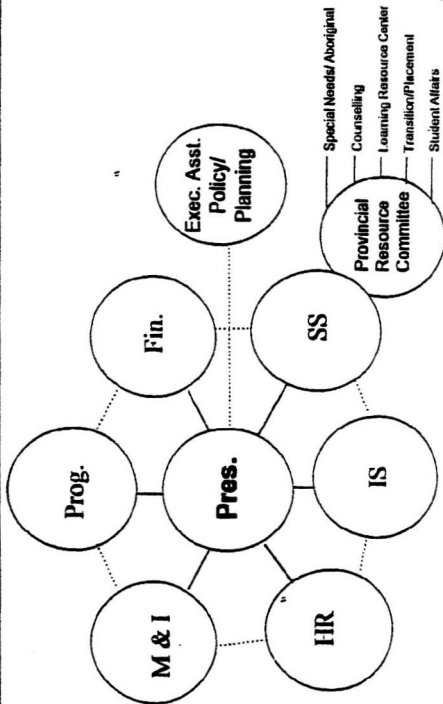 Prog.
Fin.
M & I
Pres.
Exec. Asst.
Policy/
Planning
HR
IS
SS
Provincial
Resource
Committee
Special Needs/ Aboriginal
Counselling
Learning Resource Center
Transition/Placement
Student Affairs